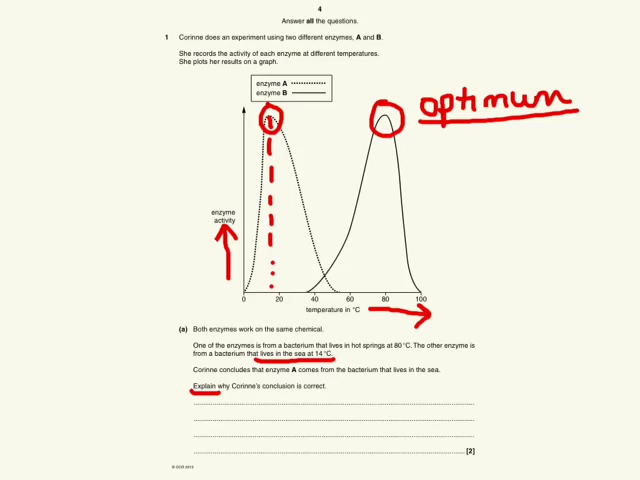 4
Answer all the questions.
1 Corinne does an experiment using two different enzymes, A and B.
She records the activity of each enzyme at different temperatures.
She plots her results on a graph.
enzyme A
enzyme B
optimum
enzyme
activity
0 20 40 60 80 100
temperature in °C
(a) Both enzymes work on the same chemical.
One of the enzymes is from a bacterium that lives in hot springs at 80 °C. The other enzyme is
from a bacterium that lives in the sea at 14 °C.
Corinne concludes that enzyme A comes from the bacterium that lives in the sea.
Explain why Corinne's conclusion is correct.
[2]
© OCR 2013